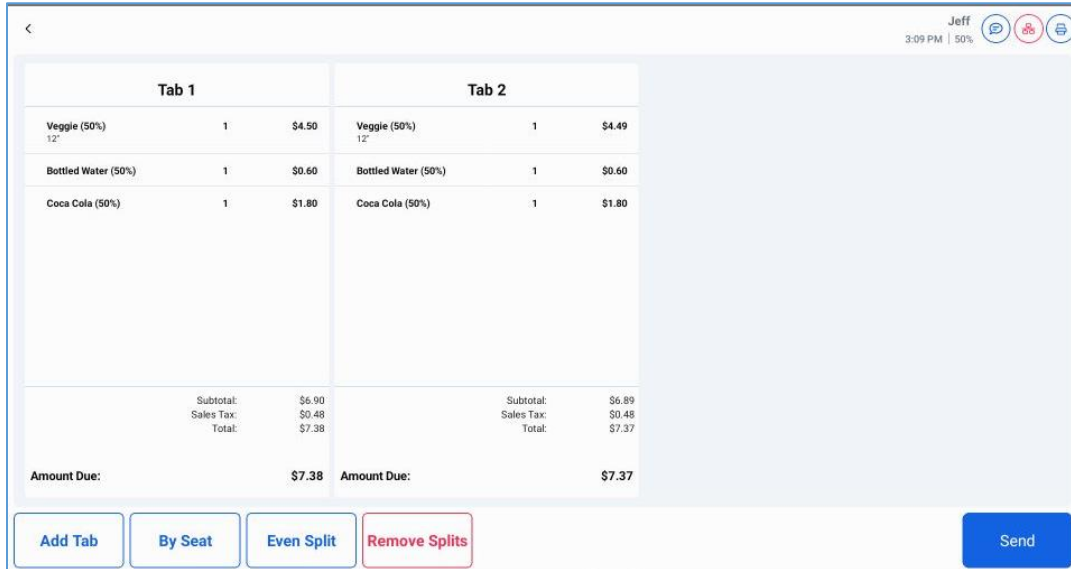 Jeff
3:09 PM | 50%
Tab 1
Veggie (50%) 1 $4.50
12"
Bottled Water (50%) 1 $0.60
Coca Cola (50%) 1 $1.80
Subtotal: $6.90
Sales Tax: $0.48
Total: $7.38
Amount Due: $7.38
Tab 2
Veggie (50%) 1 $4.49
12"
Bottled Water (50%) 1 $0.60
Coca Cola (50%) 1 $1.80
Subtotal: $6.89
Sales Tax: $0.48
Total: $7.37
Amount Due: $7.37
Add Tab
By Seat
Even Split
Remove Splits
Send